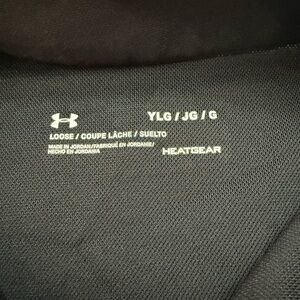 YLG / JG / G
LOOSE / COUPE LÂCHE / SUELTO
MADE IN JORDAN/FABRIQUÉ EN JORDANIE/
HECHO EN JORDANIA
HEATGEAR